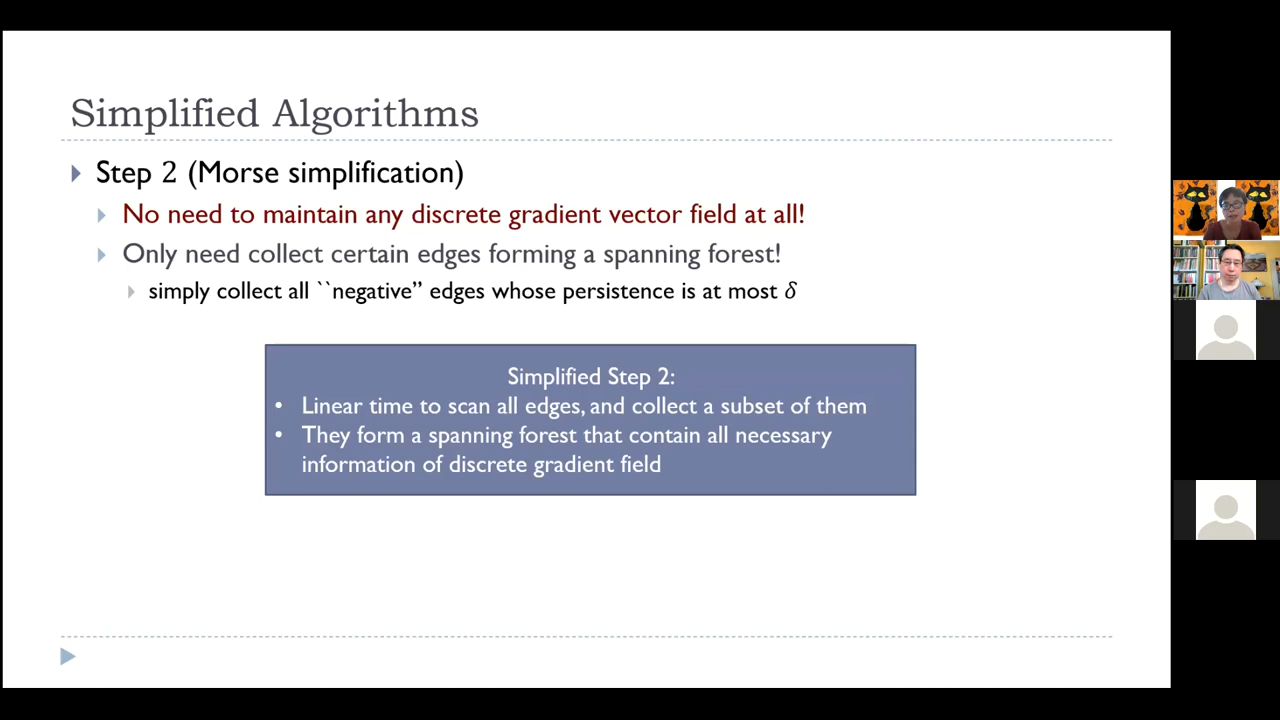 Simplified Algorithms
Step 2 (Morse simplification)
No need to maintain any discrete gradient vector field at all!
Only need collect certain edges forming a spanning forest!
simply collect all ``negative” edges whose persistence is at most δ
Simplified Step 2:
• Linear time to scan all edges, and collect a subset of them
• They form a spanning forest that contain all necessary
information of discrete gradient field